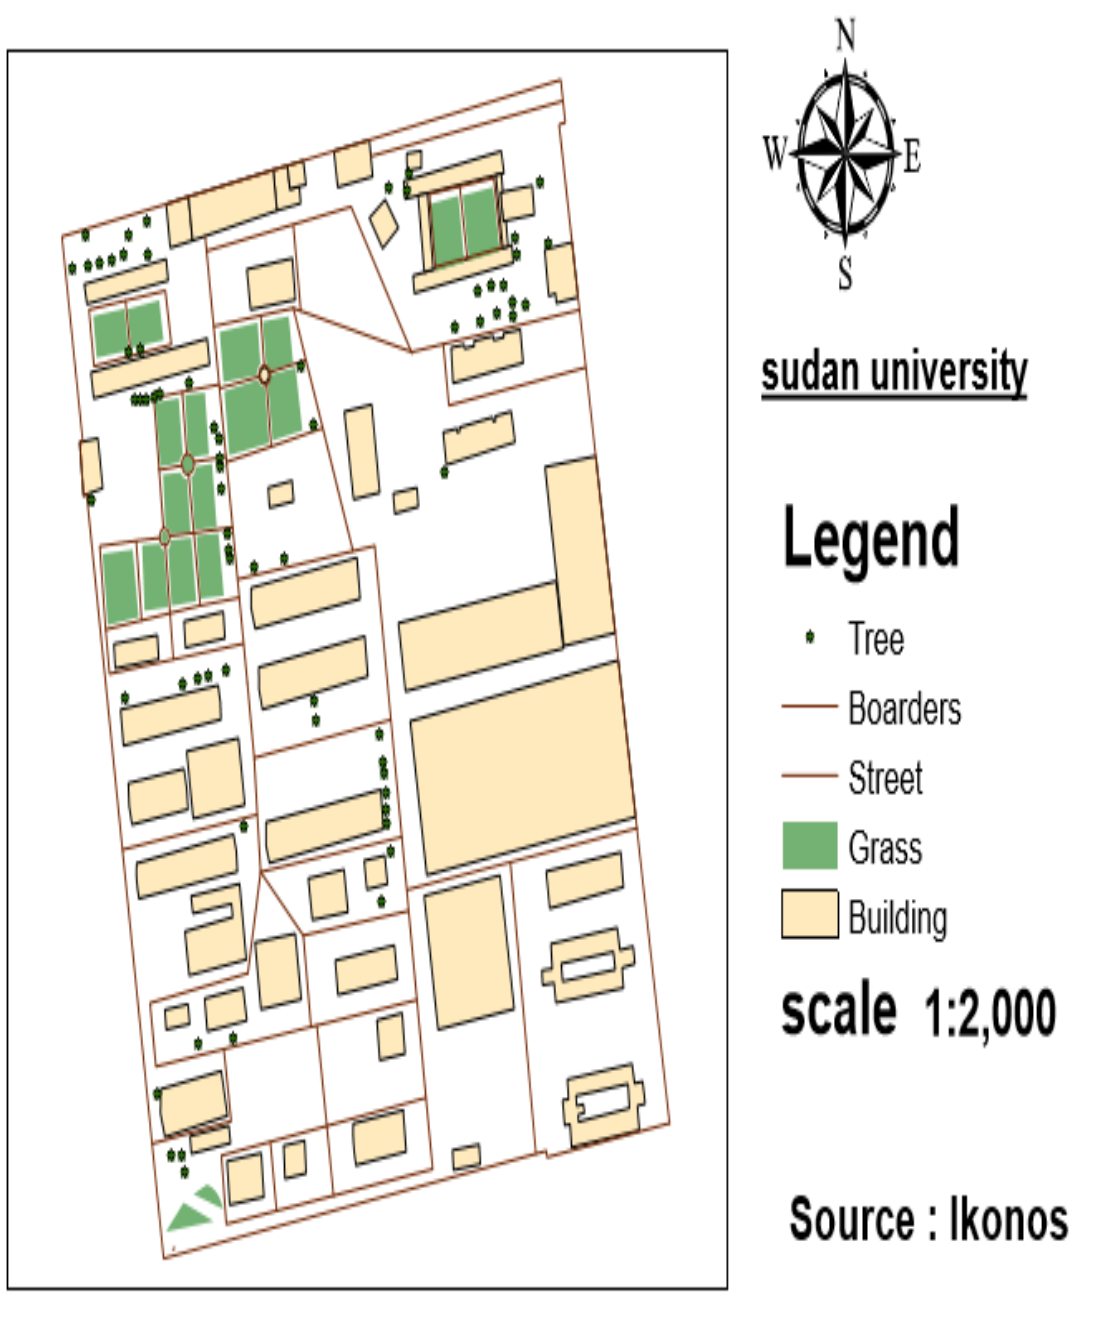 N
W E
S
sudan university
Legend
Tree
Boarders
Street
Grass
Building
scale 1:2,000
Source : Ikonos